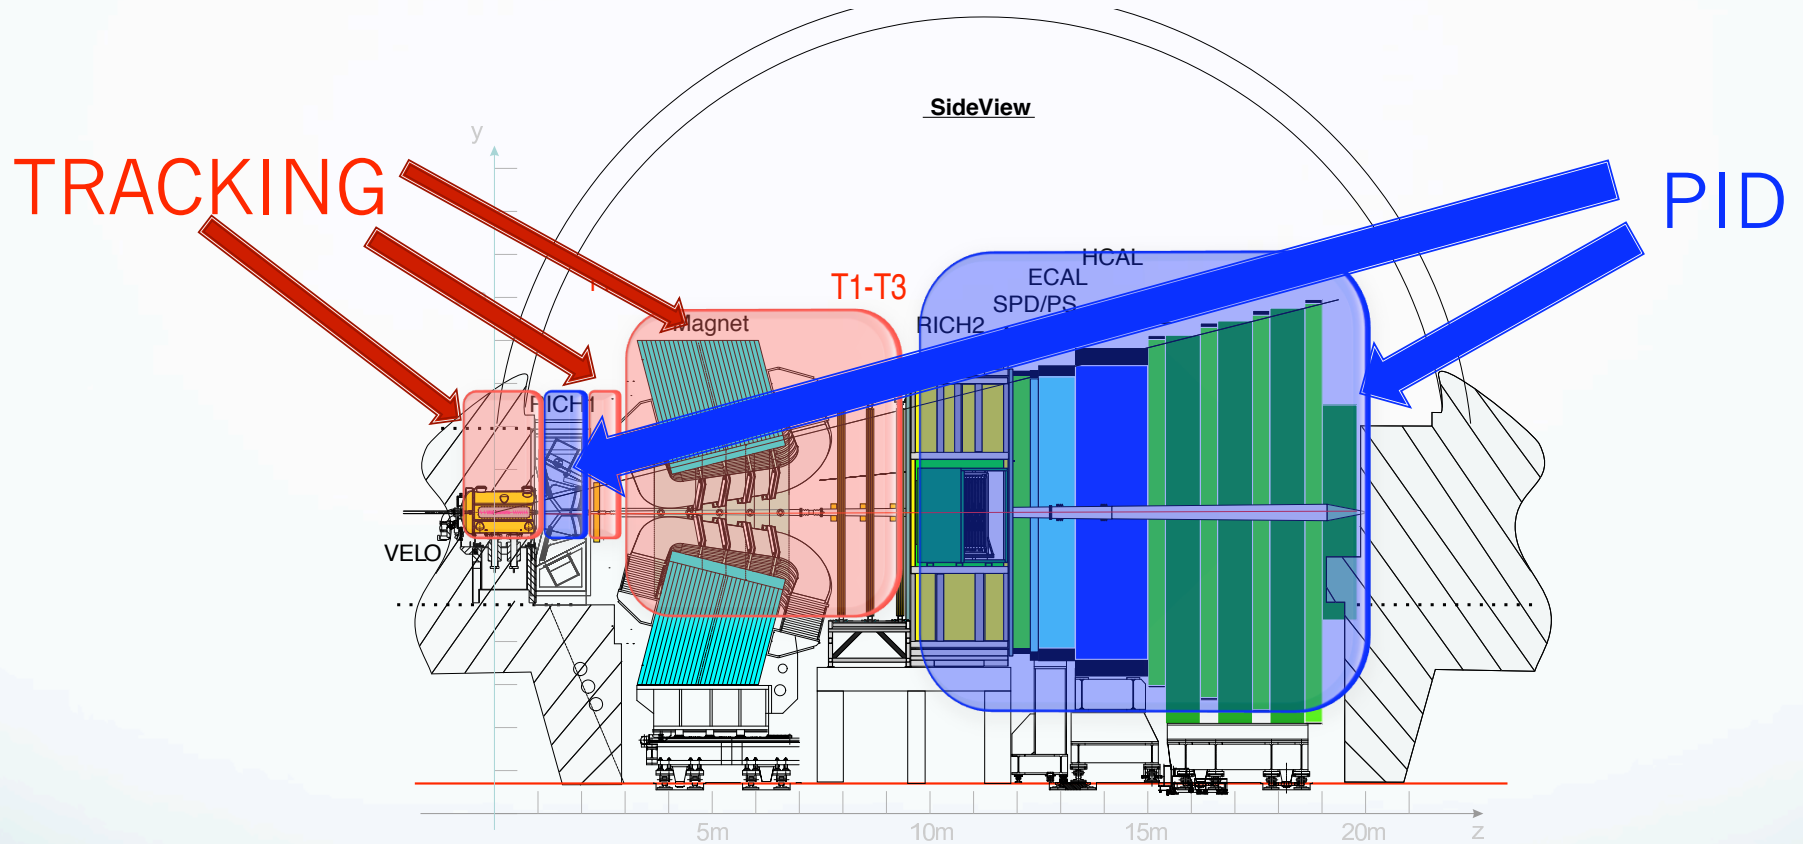 SideView
y
TRACKING
PID
HCAL
ECAL
T1-T3
SPD/PS
Magnet
RICH2
RICH1
VELO
5m
10m
15m
20m
z